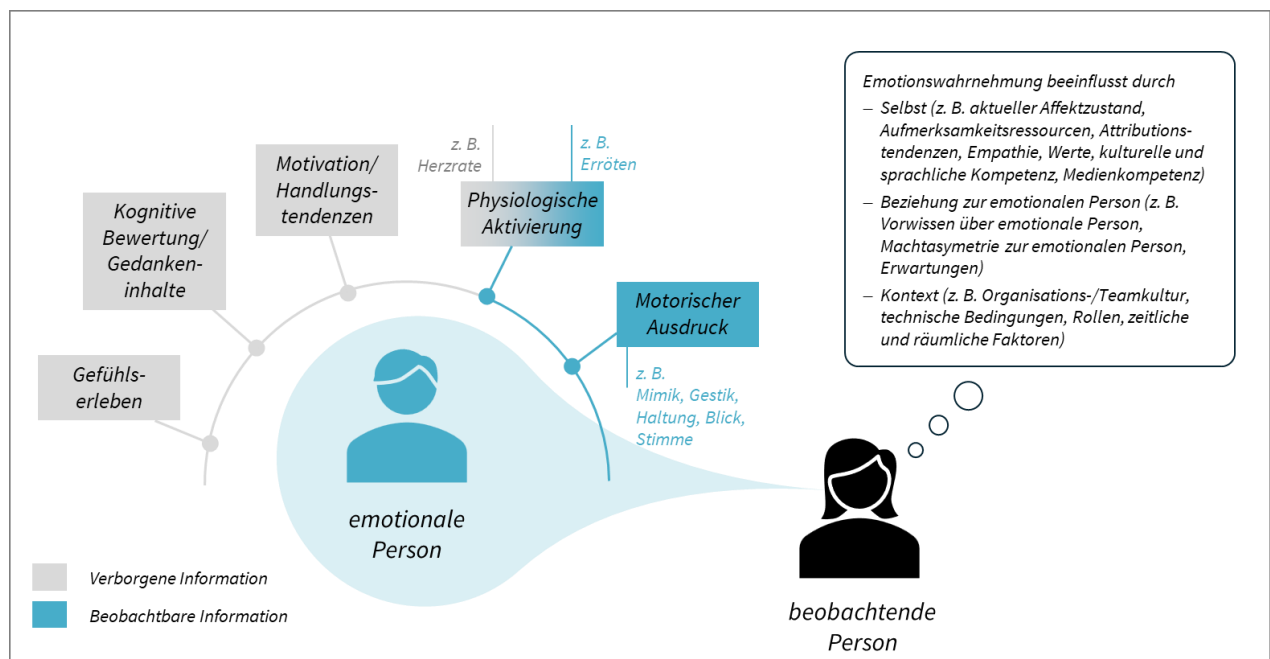 Emotionswahrnehmung beeinflusst durch
– Selbst (z. B. aktueller Affektzustand,
Aufmerksamkeitsressourcen, Attributions-
tendenzen, Empathie, Werte, kulturelle und
sprachliche Kompetenz, Medienkompetenz)
– Beziehung zur emotionalen Person (z. B.
Vorwissen über emotionale Person,
Machtasymetrie zur emotionalen Person,
Erwartungen)
– Kontext (z. B. Organisations-/Teamkultur,
technische Bedingungen, Rollen, zeitliche
und räumliche Faktoren)
Gefühls-
erleben
Kognitive
Bewertung/
Gedanken-
inhalte
Motivation/
Handlungs-
tendenzen
z. B.
Herzrate
z. B.
Erröten
Physiologische
Aktivierung
Motorischer
Ausdruck
z. B.
Mimik, Gestik,
Haltung, Blick,
Stimme
emotionale
Person
beobachtende
Person
Verborgene Information
Beobachtbare Information